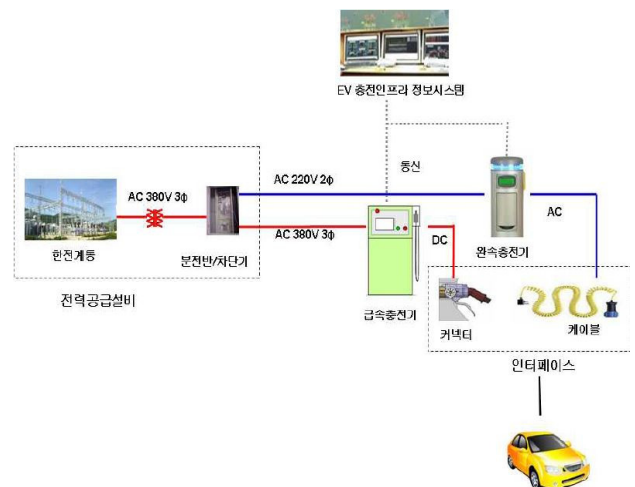 EV 충전인프라 정보시스템
통신
AC 380V 3ф
AC 220V 2ф
AC 380V 3ф
AC
DC
한전계통
분전반/차단기
완속충전기
급속충전기
전력공급설비
커넥터
케이블
인터페이스